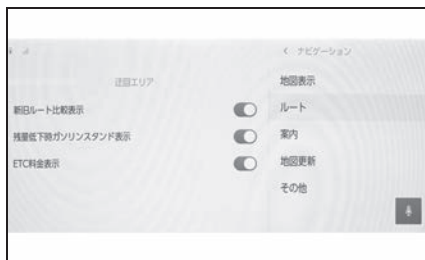 迂回エリア
新旧ルート比較表示
残量低下時ガソリンスタンド表示
ETC料金表示
く ナビゲーション
地図表示
ルート
案内
地図更新
その他